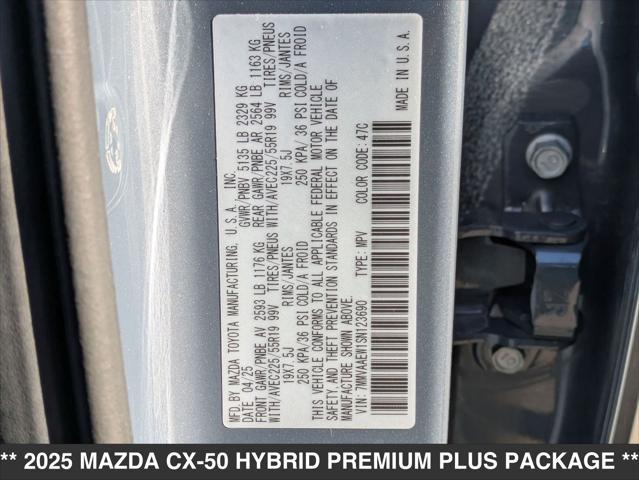 MFD. BY MAZDA TOYOTA MANUFACTURING, U.S.A., INC.
DATE 04/25 GVWR/PNBV 5135 LB 2329 KG
FRONT GAWR/PNBE AV 2593 LB 1176 KG REAR GAWR/PNBE AR 2564 LB 1163 KG
WITH/AVEC225/55R19 99V TIRES/PNEUS WITH/AVEC225/55R19 99V TIRES/PNEUS
19X7.5J RIMS/JANTES 19X7.5J RIMS/JANTES
250 KPA/36 PSI COLD/A FROID 250 KPA/ 36 PSI COLD/A FROID
THIS VEHICLE CONFORMS TO ALL APPLICABLE FEDERAL MOTOR VEHICLE
SAFETY AND THEFT PREVENTION STANDARDS IN EFFECT ON THE DATE OF
MANUFACTURE SHOWN ABOVE.
VIN: 7MMVAAEW1SN123690 TYPE: MPV COLOR CODE: 47C
MADE IN U.S.A.
** 2025 MAZDA CX-50 HYBRID PREMIUM PLUS PACKAGE **